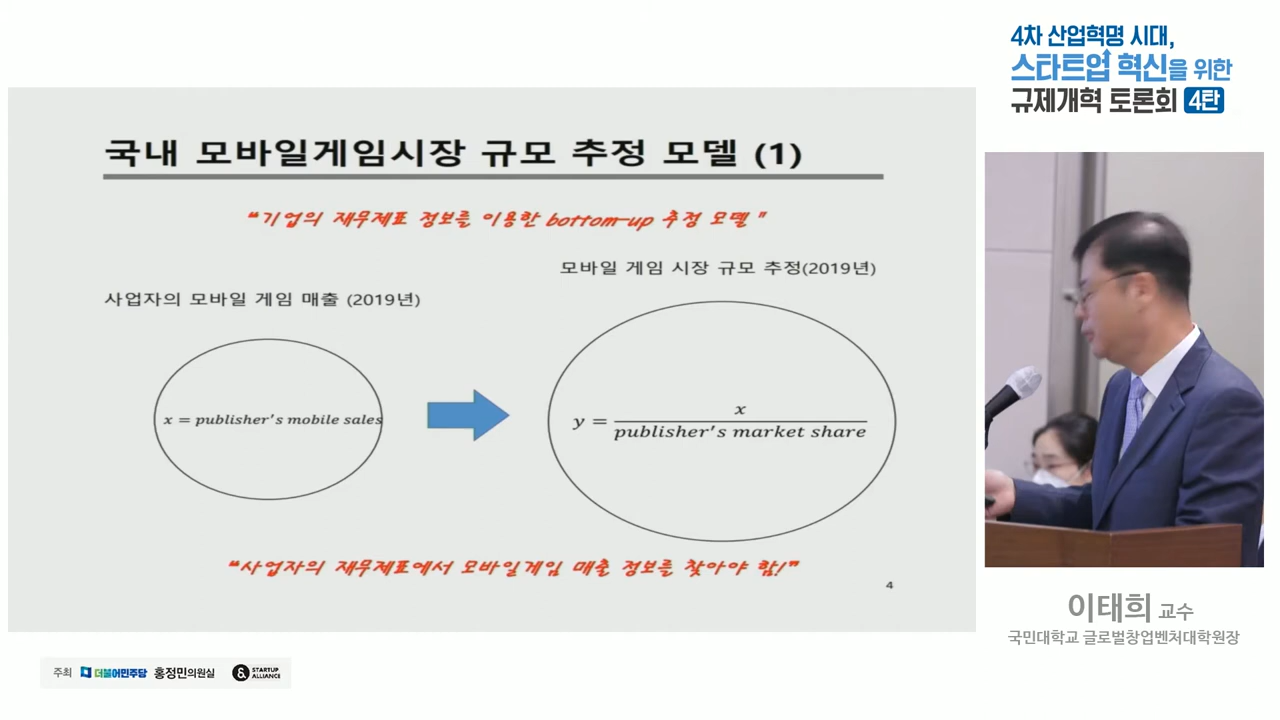 4차 산업혁명 시대,
스타트업 혁신을 위한
규제개혁 토론회 4탄
국내 모바일게임시장 규모 추정 모델 (1)
“기업의 재무제표 정보를 이용한 bottom-up 추정 모델 ”
모바일 게임 시장 규모 추정(2019년)
사업자의 모바일 게임 매출 (2019년)
x = publisher's mobile sales
y = x / publisher's market share
“사업자의 재무제표에서 모바일게임 매출 정보를 찾아야 함!”
4
이태희 교수
국민대학교 글로벌창업벤처대학원장
주최 더불어민주당 홍정민의원실 & STARTUP ALLIANCE